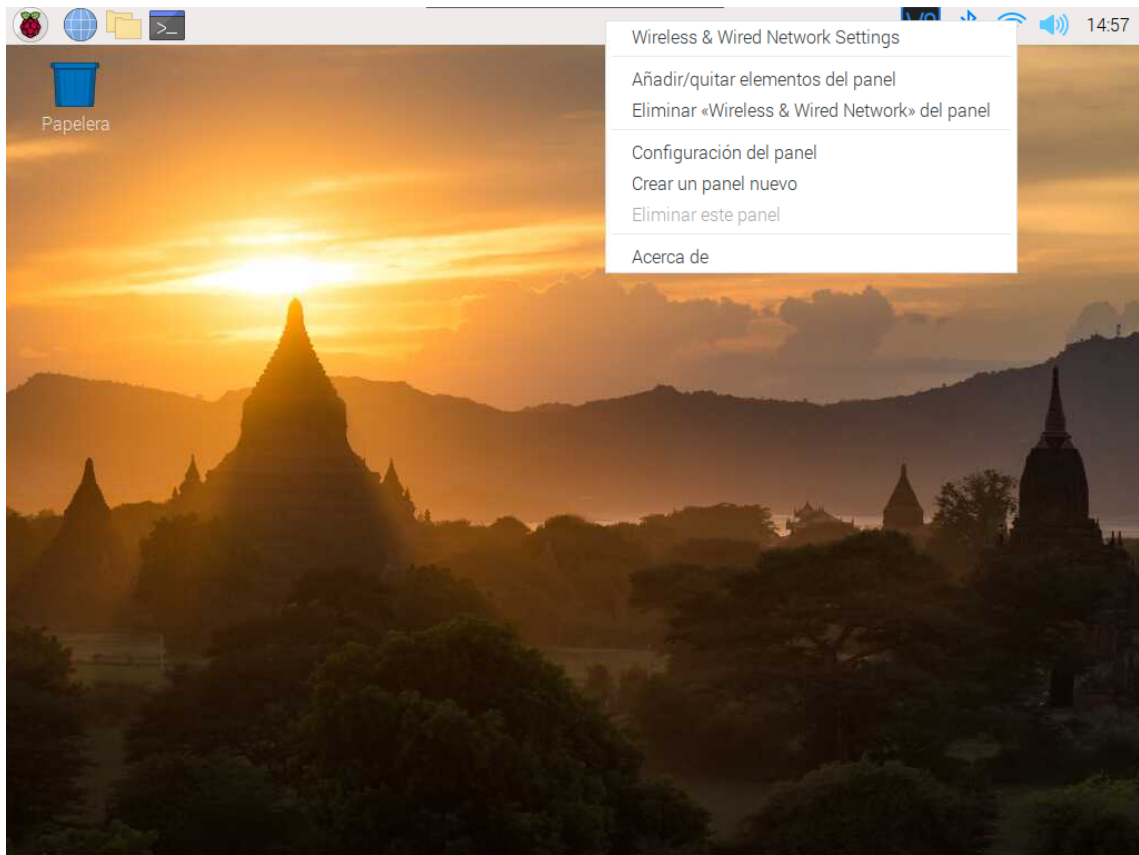 14:57
Wireless & Wired Network Settings
Añadir/quitar elementos del panel
Eliminar «Wireless & Wired Network» del panel
Configuración del panel
Crear un panel nuevo
Eliminar este panel
Acerca de
Papelera